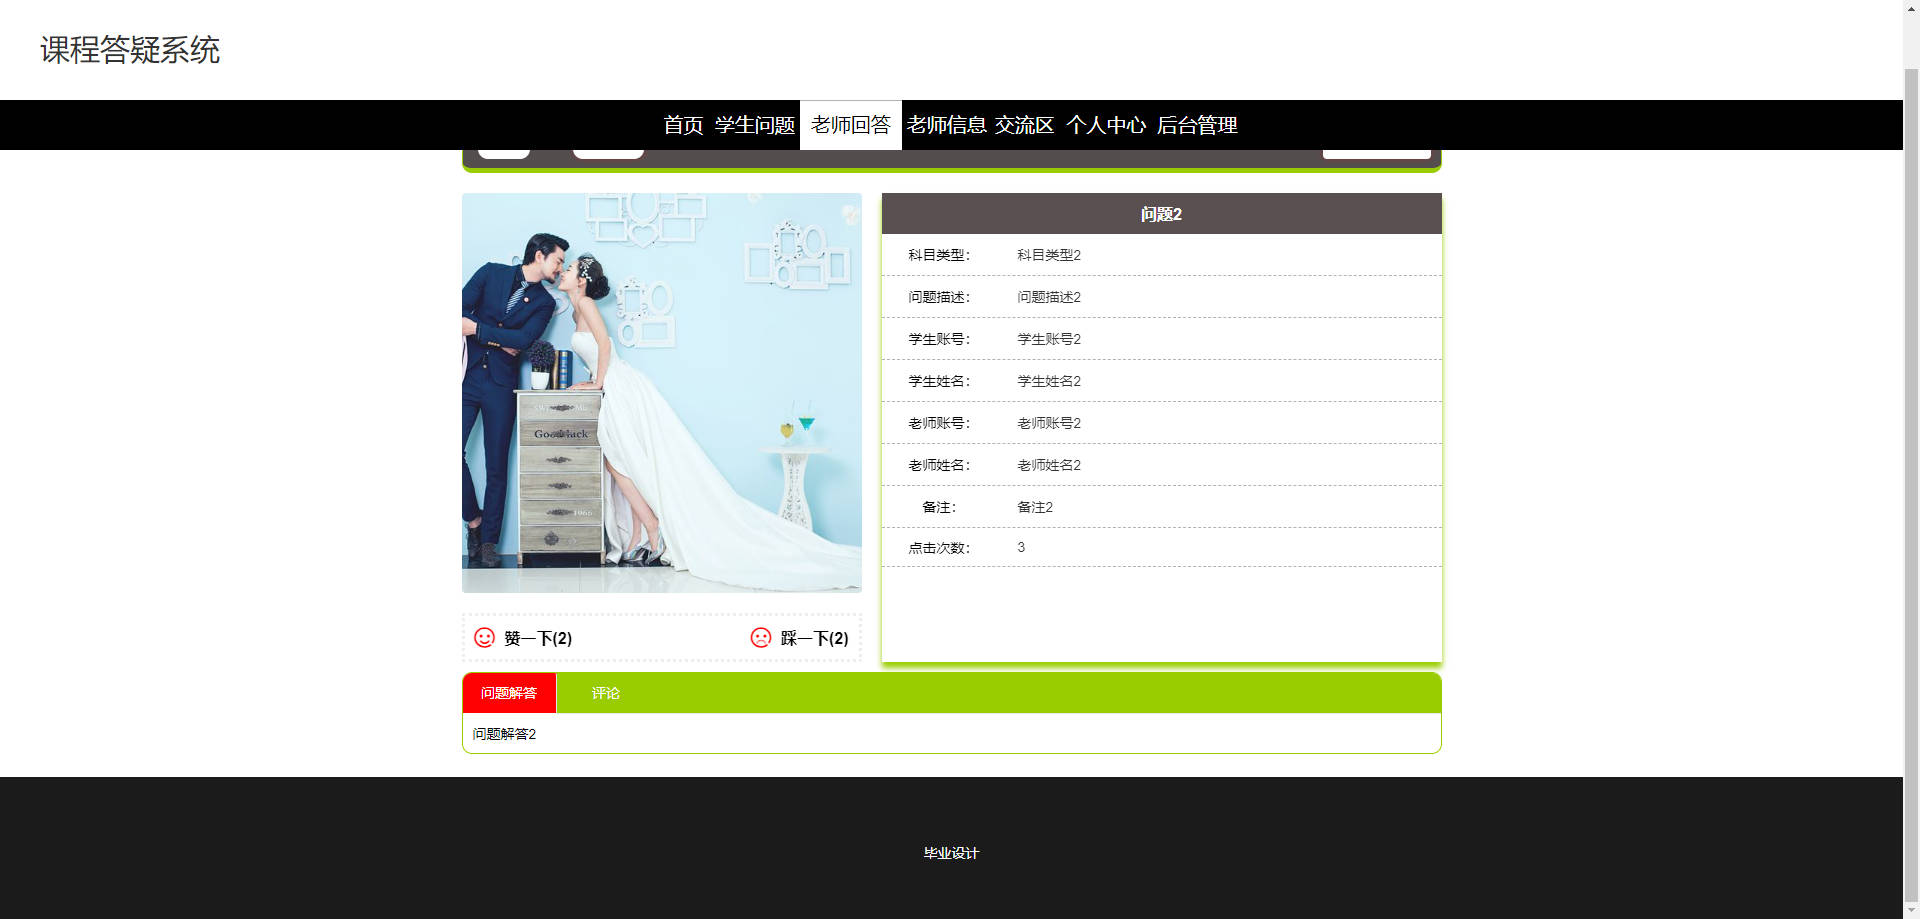 课程答疑系统
首页 学生问题 老师回答 老师信息 交流区 个人中心 后台管理
问题2
科目类型: 科目类型2
问题描述: 问题描述2
学生账号: 学生账号2
学生姓名: 学生姓名2
老师账号: 老师账号2
老师姓名: 老师姓名2
备注: 备注2
点击次数: 3
Good luck
1966
赞一下(2) 踩一下(2)
问题解答 评论
问题解答2
毕业设计